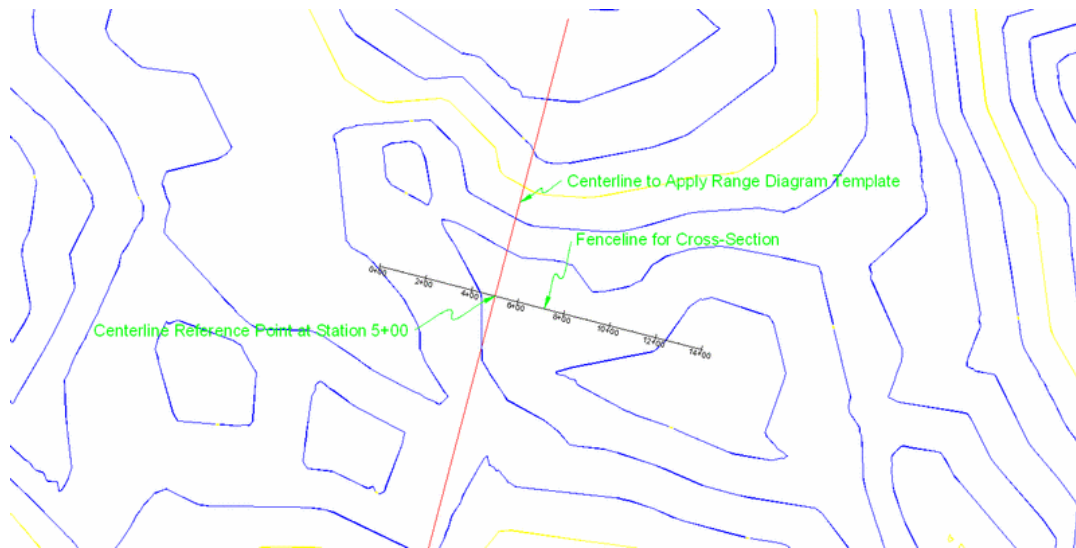 Centerline to Apply Range Diagram Template
Fenceline for Cross-Section
0+00
2+00
4+00
6+00
8+00
10+00
12+00
14+00
Centerline Reference Point at Station 5+00